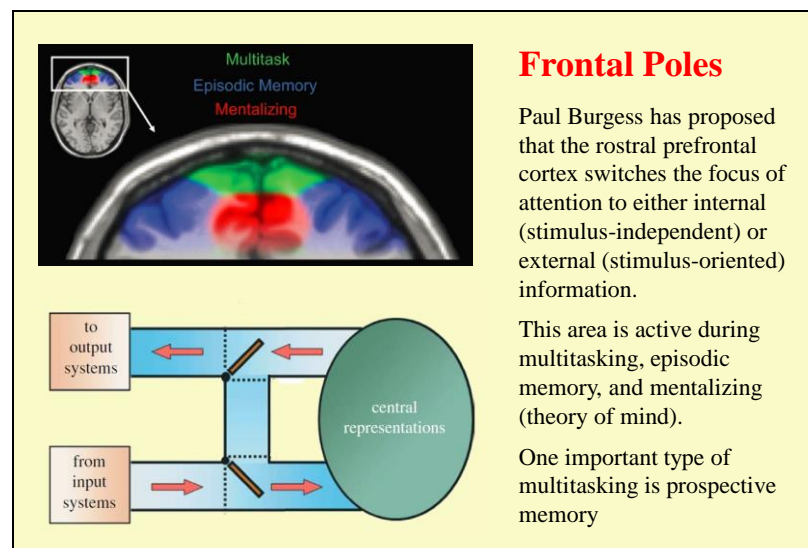 Multitask
Episodic Memory
Mentalizing
Frontal Poles
Paul Burgess has proposed
that the rostral prefrontal
cortex switches the focus of
attention to either internal
(stimulus-independent) or
external (stimulus-oriented)
information.
This area is active during
multitasking, episodic
memory, and mentalizing
(theory of mind).
One important type of
multitasking is prospective
memory
to
output
systems
central
representations
from
input
systems